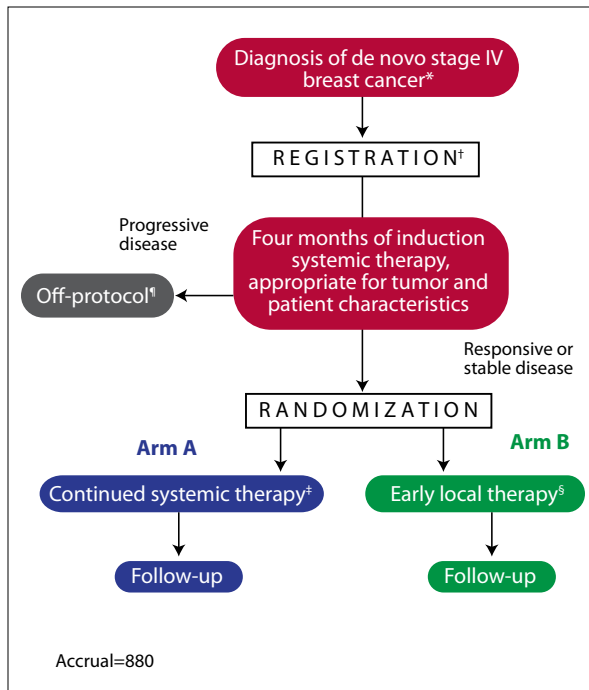 Diagnosis of de novo stage IV
breast cancer*
REGISTRATION†
Progressive
disease
Four months of induction
systemic therapy,
appropriate for tumor and
patient characteristics
Off-protocol¶
Responsive or
stable disease
RANDOMIZATION
Arm A
Arm B
Continued systemic therapy‡
Early local therapy§
Follow-up
Follow-up
Accrual=880